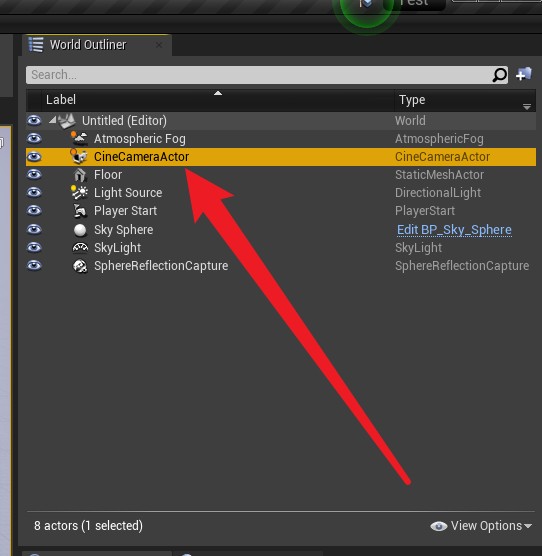 Test
World Outliner
Search...
Label Type
Untitled (Editor) World
Atmospheric Fog AtmosphericFog
CineCameraActor CineCameraActor
Floor StaticMeshActor
Light Source DirectionalLight
Player Start PlayerStart
Sky Sphere Edit BP_Sky_Sphere
SkyLight SkyLight
SphereReflectionCapture SphereReflectionCapture
8 actors (1 selected) View Options